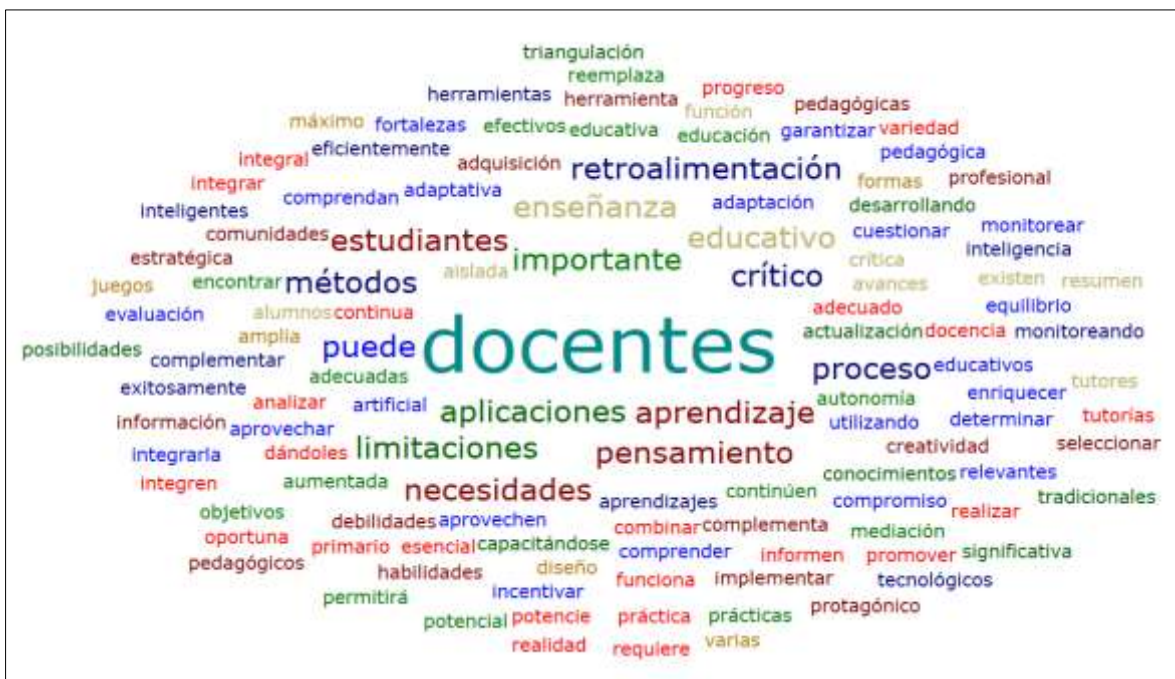 triangulación
reemplaza
herramientas herramienta progreso
máximo fortalezas efectivos educativa función pedagógicas
educación garantizar variedad
integral eficientemente adquisición retroalimentación pedagógica
integrar comprendan adaptativa enseñanza adaptación formas profesional
inteligentes desarrollando
comunidades estudiantes educativo cuestionar monitorear
estratégica aislada importante crítico crítica inteligencia
juegos encontrar métodos avances existen resumen
evaluación alumnos continua docentes adecuado equilibrio
posibilidades amplia puede actualización docencia monitoreando
complementar proceso educativos
exitosamente adecuadas autonomía enriquecer tutores
información analizar artificial aplicaciones aprendizaje utilizando determinar tutorías
aprovechar creatividad seleccionar
integrarla dándoles limitaciones pensamiento
integren aumentada necesidades aprendizajes continúen conocimientos relevantes
objetivos compromiso realizar tradicionales
oportuna debilidades aprovechen combinar complementa mediación
pedagógicos primario esencial capacitándose comprender informen promover significativa
habilidades diseño funciona implementar tecnológicos
permitirá incentivar protagónico
potencial potencie práctica prácticas
realidad requiere varias